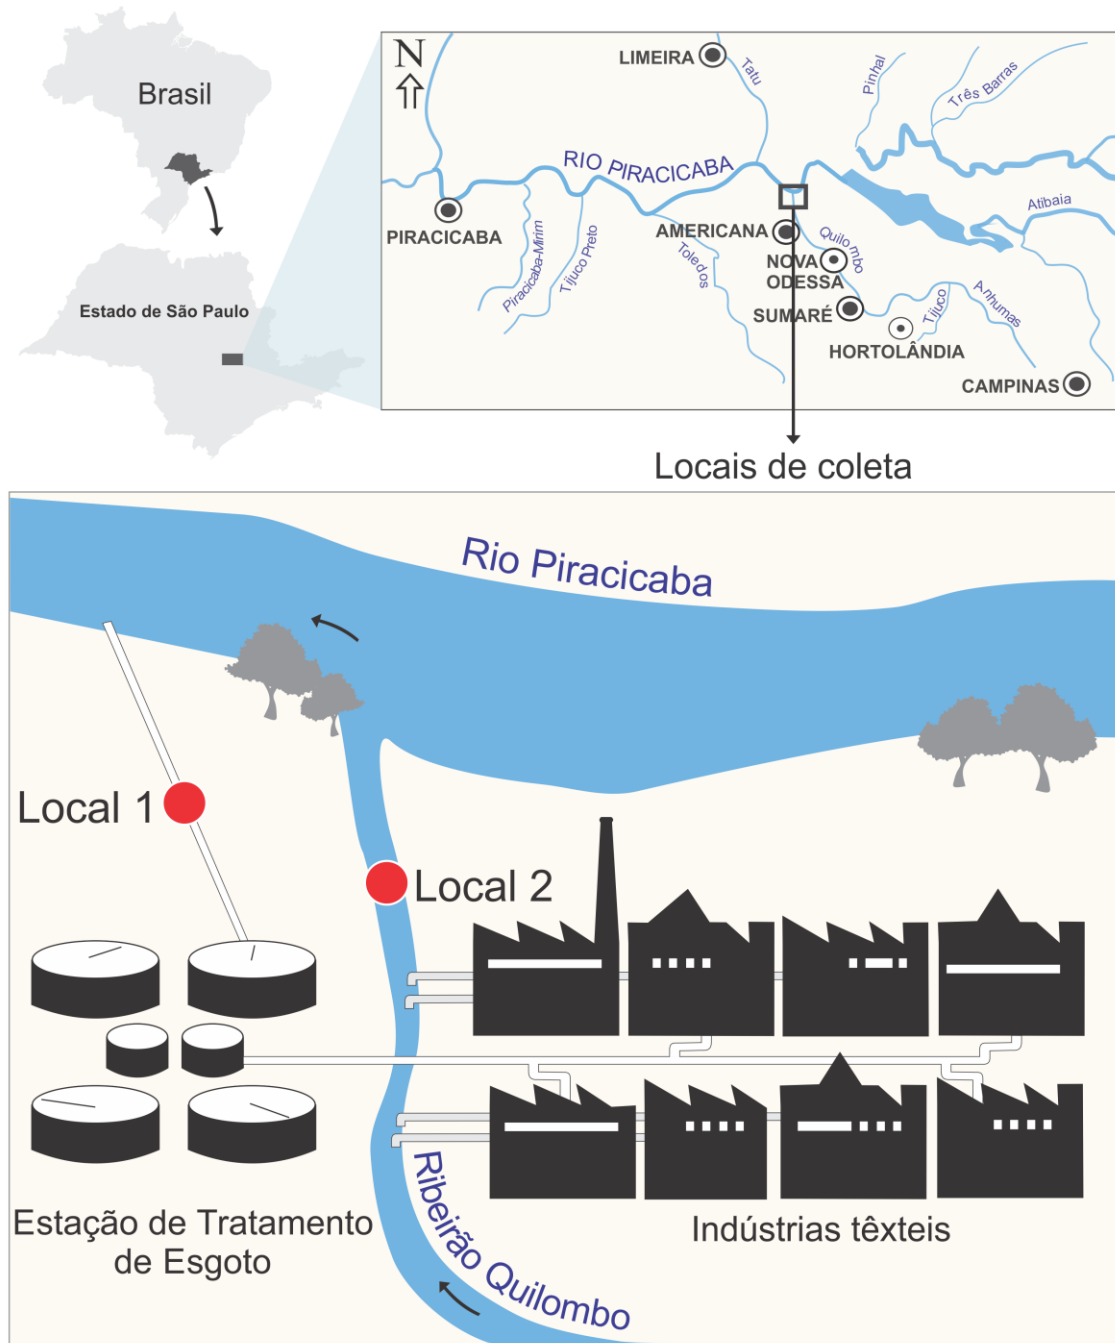 Brasil
Estado de São Paulo
N
LIMEIRA
Tatu
Pinhal
Três Barras
RIO PIRACICABA
Atibaia
PIRACICABA
Piracicaba-Mirim
Tijuco Preto
Toledos
AMERICANA
Quilombo
NOVA
ODESSA
SUMARÉ
Tijuco
Anhumas
HORTOLÂNDIA
CAMPINAS
Locais de coleta
Rio Piracicaba
Local 1
Local 2
Estação de Tratamento
de Esgoto
Ribeirão Quilombo
Indústrias têxteis